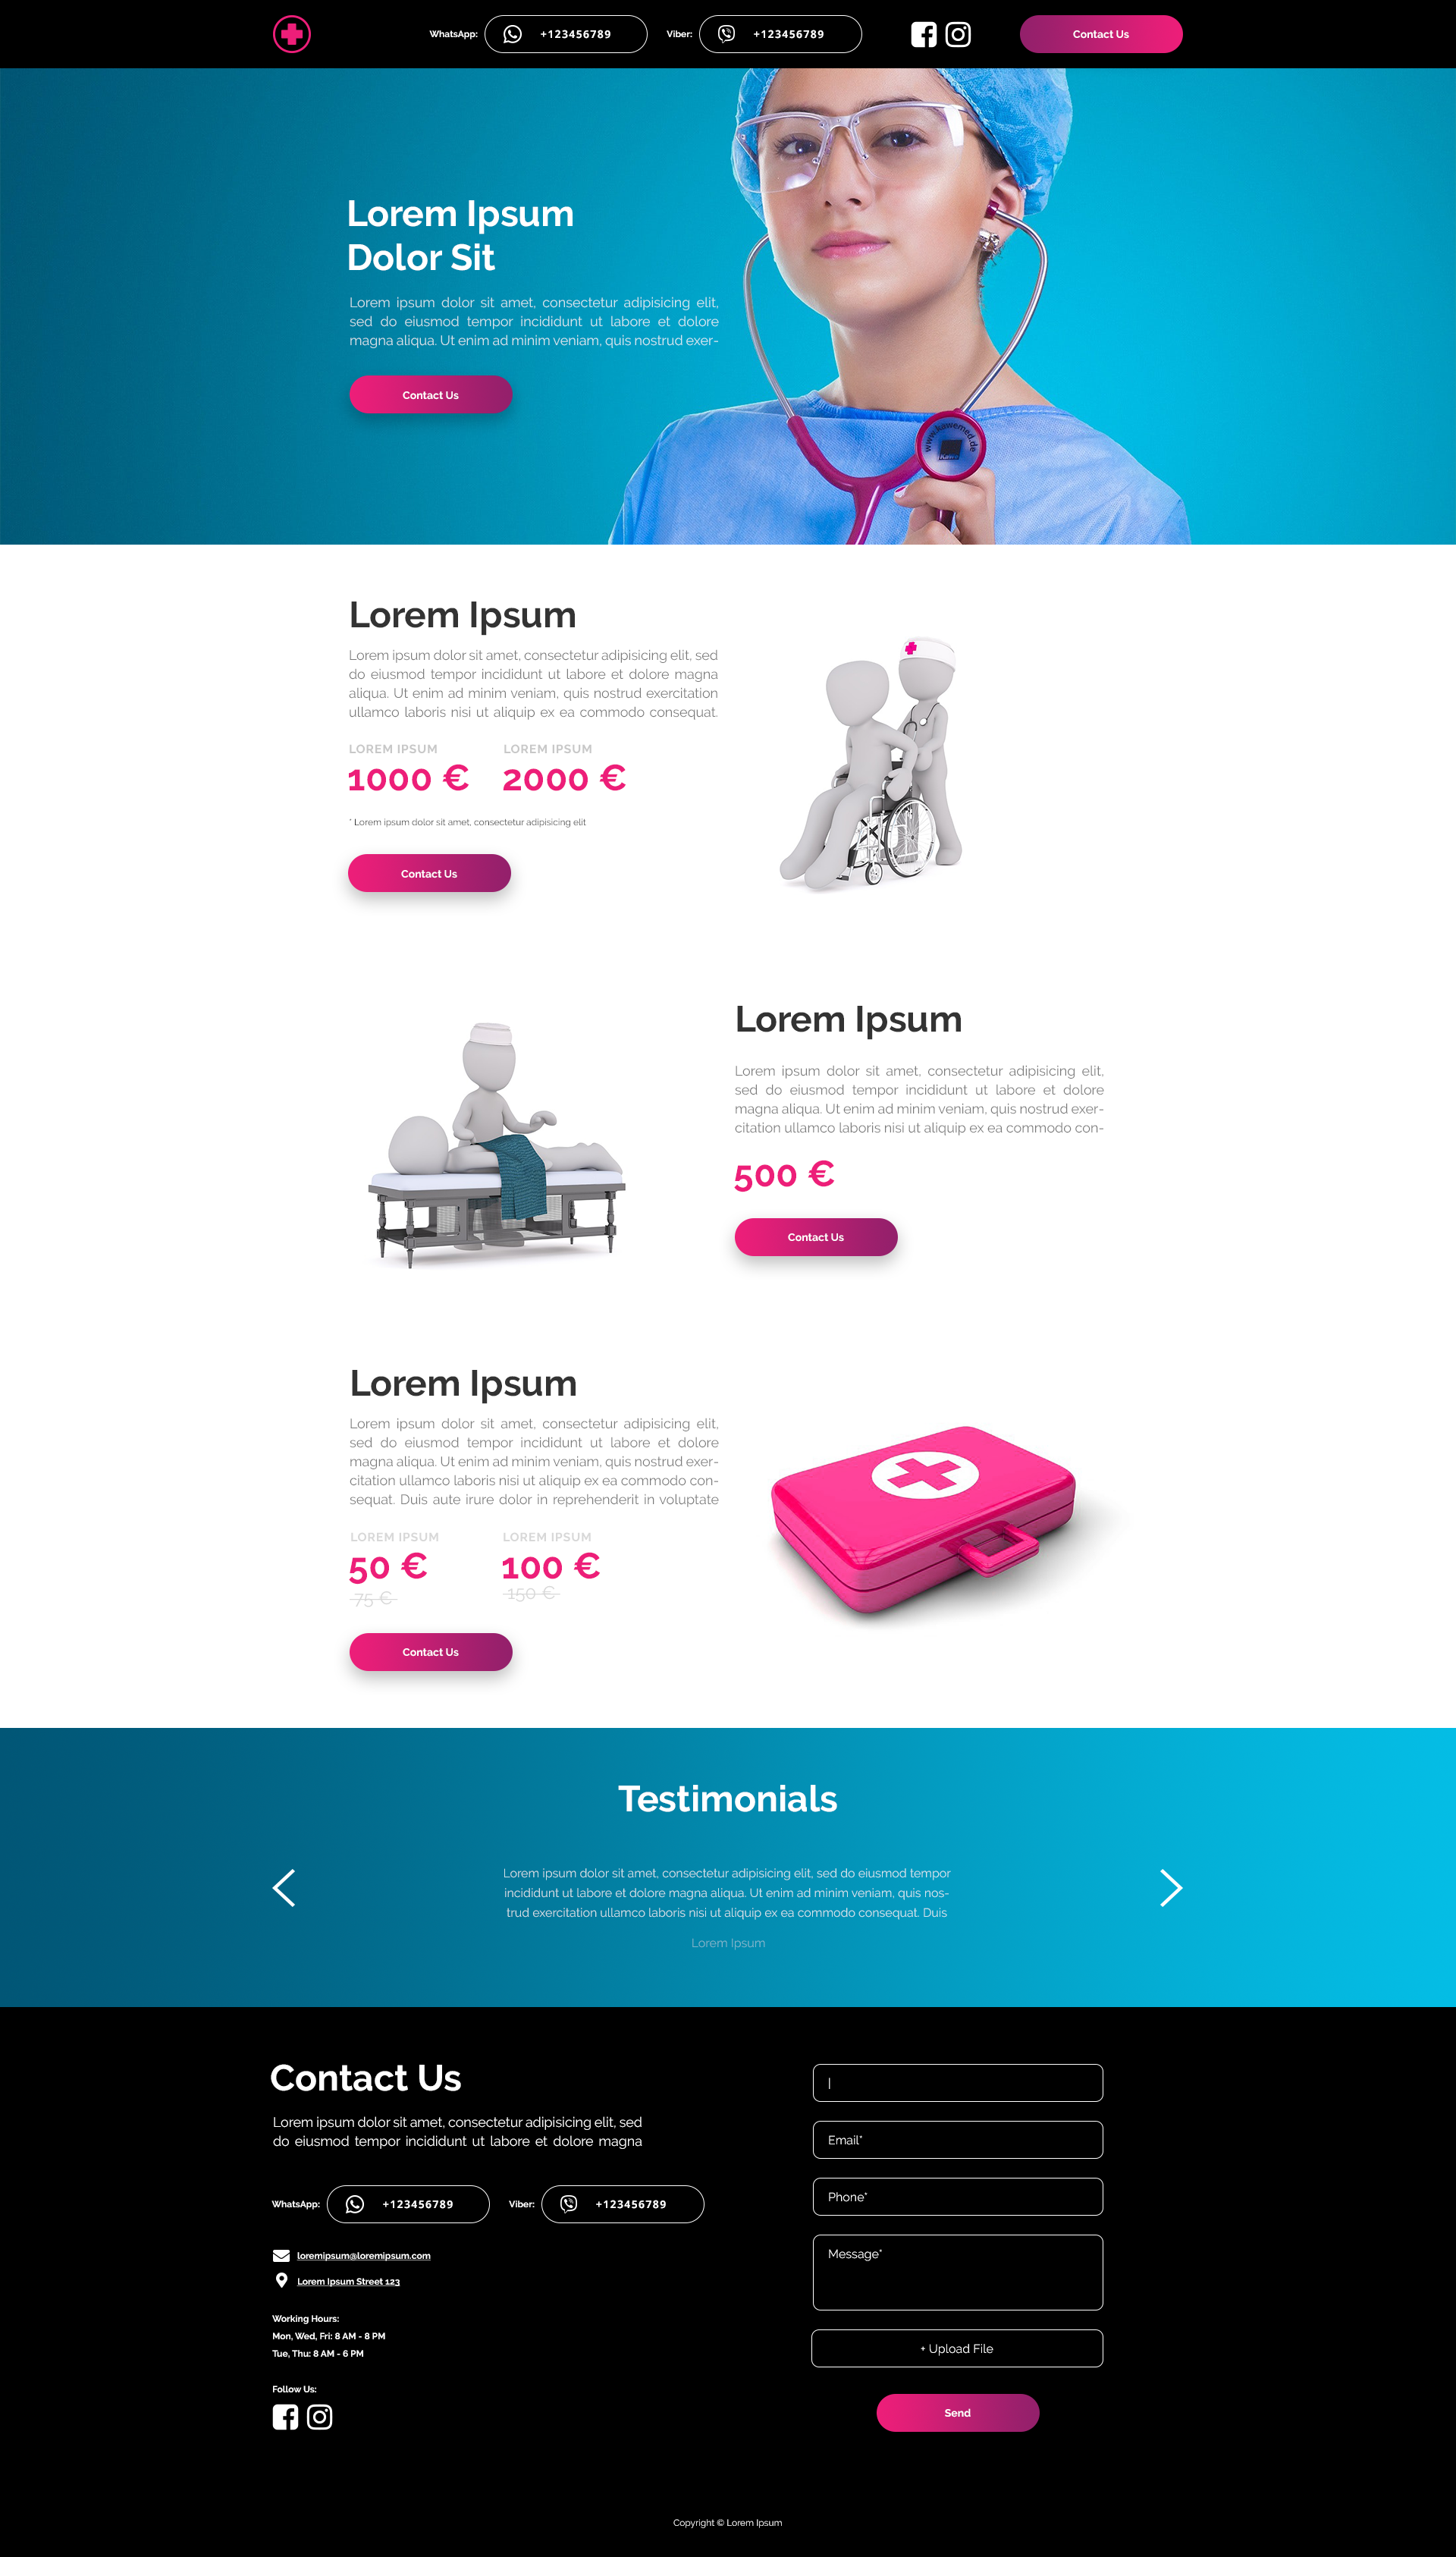 WhatsApp: +123456789 Viber: +123456789 Contact Us
Lorem Ipsum
Dolor Sit
Lorem ipsum dolor sit amet, consectetur adipisicing elit,
sed do eiusmod tempor incididunt ut labore et dolore
magna aliqua. Ut enim ad minim veniam, quis nostrud exer-
Contact Us
www.kawemed.de
Lorem Ipsum
Lorem ipsum dolor sit amet, consectetur adipisicing elit, sed
do eiusmod tempor incididunt ut labore et dolore magna
aliqua. Ut enim ad minim veniam, quis nostrud exercitation
ullamco laboris nisi ut aliquip ex ea commodo consequat.
LOREM IPSUM LOREM IPSUM
1000 € 2000 €
* Lorem ipsum dolor sit amet, consectetur adipisicing elit
Contact Us
Lorem Ipsum
Lorem ipsum dolor sit amet, consectetur adipisicing elit,
sed do eiusmod tempor incididunt ut labore et dolore
magna aliqua. Ut enim ad minim veniam, quis nostrud exer-
citation ullamco laboris nisi ut aliquip ex ea commodo con-
500 €
Contact Us
Lorem Ipsum
Lorem ipsum dolor sit amet, consectetur adipisicing elit,
sed do eiusmod tempor incididunt ut labore et dolore
magna aliqua. Ut enim ad minim veniam, quis nostrud exer-
citation ullamco laboris nisi ut aliquip ex ea commodo con-
sequat. Duis aute irure dolor in reprehenderit in voluptate
LOREM IPSUM LOREM IPSUM
50 € 100 €
75 € 150 €
Contact Us
Testimonials
Lorem ipsum dolor sit amet, consectetur adipisicing elit, sed do eiusmod tempor
incididunt ut labore et dolore magna aliqua. Ut enim ad minim veniam, quis nos-
trud exercitation ullamco laboris nisi ut aliquip ex ea commodo consequat. Duis
Lorem Ipsum
Contact Us
Lorem ipsum dolor sit amet, consectetur adipisicing elit, sed
do eiusmod tempor incididunt ut labore et dolore magna
WhatsApp: +123456789 Viber: +123456789
loremipsum@loremipsum.com
Lorem Ipsum Street 123
Working Hours:
Mon, Wed, Fri: 8 AM - 8 PM
Tue, Thu: 8 AM - 6 PM
Follow Us:
|
Email*
Phone*
Message*
+ Upload File
Send
Copyright © Lorem Ipsum